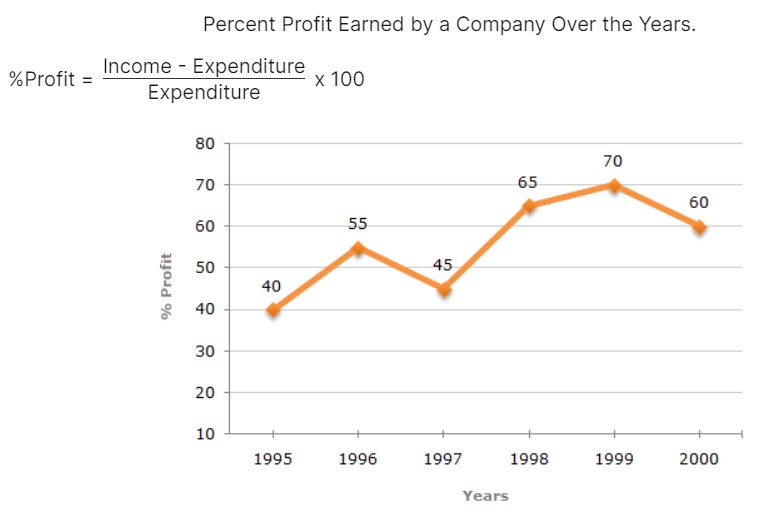 Percent Profit Earned by a Company Over the Years.
%Profit = Income - Expenditure / Expenditure x 100
80
70
60
50
40
30
20
10
% Profit
40
55
45
65
70
60
1995 1996 1997 1998 1999 2000
Years